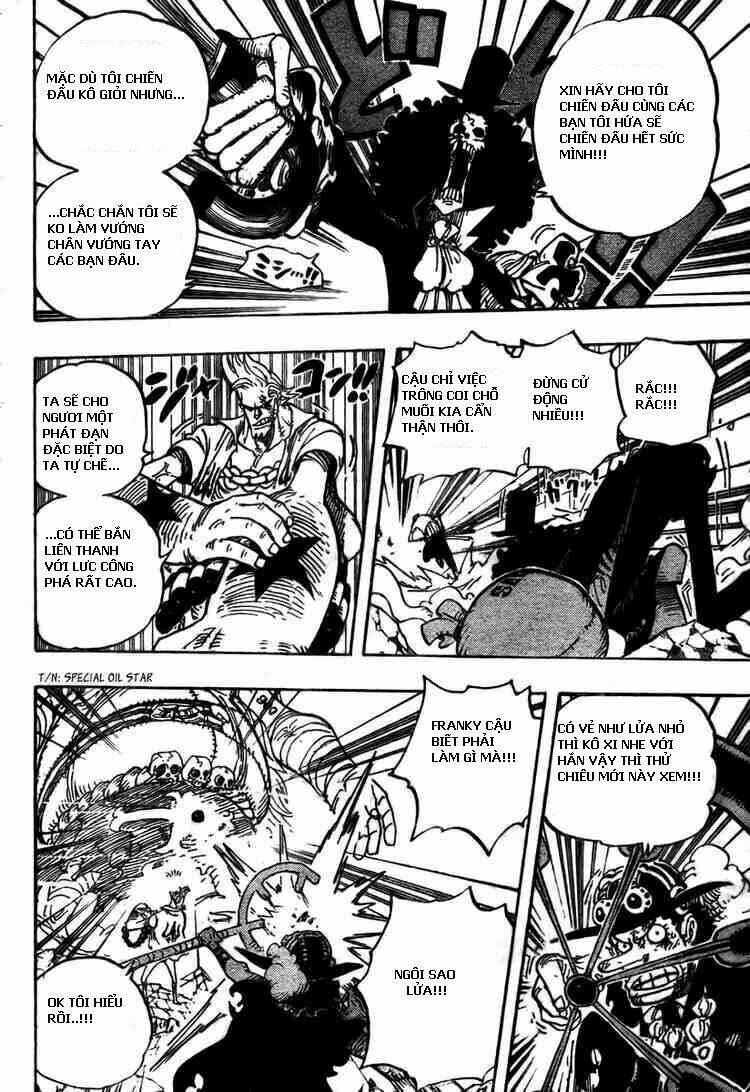 XIN HÃY CHO TÔI
CHIẾN ĐẤU CÙNG CÁC
BẠN TÔI HỨA SẼ
CHIẾN ĐẤU HẾT SỨC
MÌNH!!!
MẶC DÙ TÔI CHIẾN
ĐẤU KÔ GIỎI NHƯNG...
...CHẮC CHẮN TÔI SẼ
KO LÀM VƯỚNG
CHÂN VƯỚNG TAY
CÁC BẠN ĐÂU.
ど
!!
RẮC!!!
RẮC!!!
ĐỪNG CỬ
ĐỘNG
NHIỀU!!!
CẬU CHỈ VIỆC
TRÔNG COI CHỖ
MUỐI KIA CẨN
THẬN THÔI.
ジャ
コン!!
TA SẼ CHO
NGƯƠI MỘT
PHÁT ĐẠN
ĐẶC BIỆT DO
TA TỰ CHẾ...
...CÓ THỂ BẮN
LIÊN THANH
VỚI LỰC CÔNG
PHÁ RẤT CAO.
T/N: SPECIAL OIL STAR
CÓ VẺ NHƯ LỬA NHỎ
THÌ KÔ XI NHE VỚI
HẮN VẬY THÌ THỬ
CHIÊU MỚI NÀY XEM!!!
FRANKY CẬU
BIẾT PHẢI
LÀM GÌ MÀ!!!
NGÔI SAO
LỬA!!!
OK TÔI HIỂU
RỒI..!!!